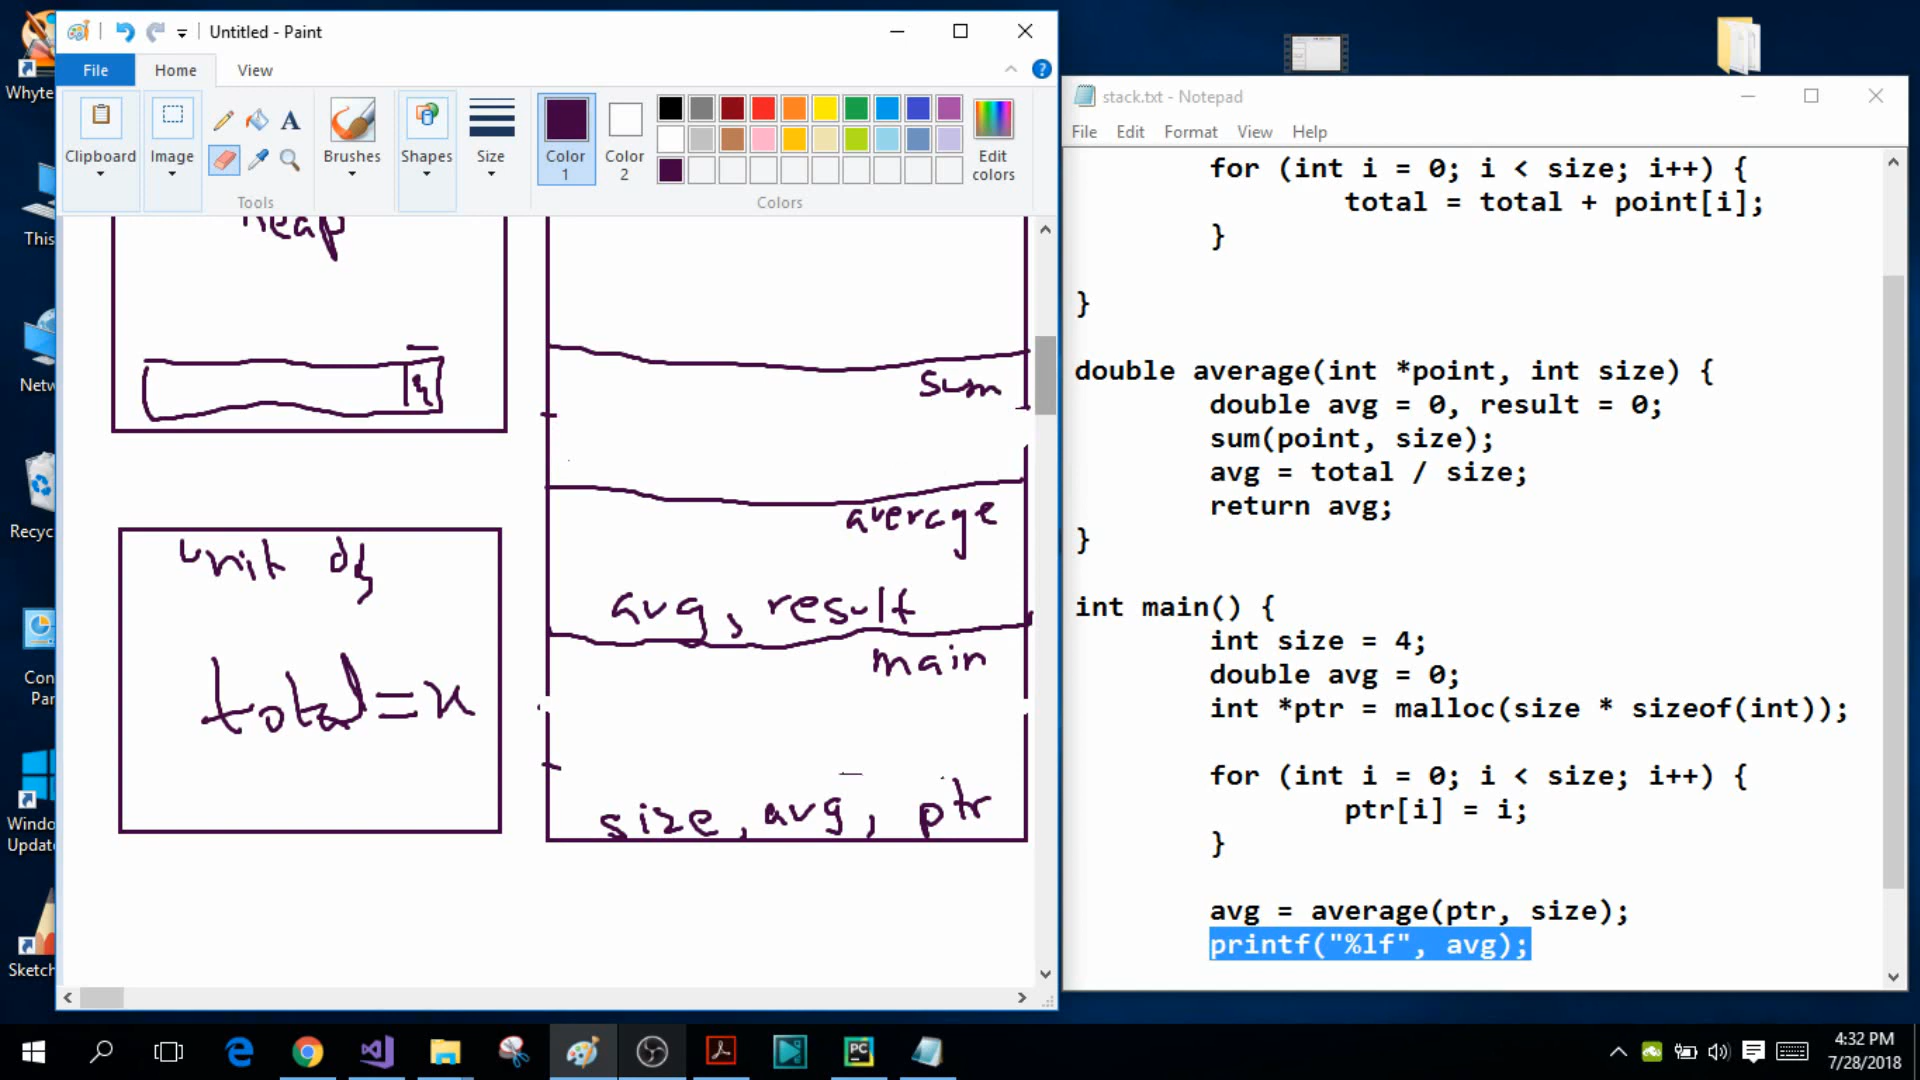 Untitled - Paint
File Home View
Clipboard
Image
Tools
Brushes
Shapes
Size
Color 1
Color 2
Edit colors
Colors
heap
sum
average
avg, result
main
size, avg, ptr
unit
total = x
stack.txt - Notepad
File Edit Format View Help
for (int i = 0; i < size; i++) {
total = total + point[i];
}
}
double average(int *point, int size) {
double avg = 0, result = 0;
sum(point, size);
avg = total / size;
return avg;
}
int main() {
int size = 4;
double avg = 0;
int *ptr = malloc(size * sizeof(int));
for (int i = 0; i < size; i++) {
ptr[i] = i;
}
avg = average(ptr, size);
printf("%lf", avg);
Whyte
This
Netw
Recyc
Con
Par
Windo
Update
Sketch
PC
4:32 PM
7/28/2018